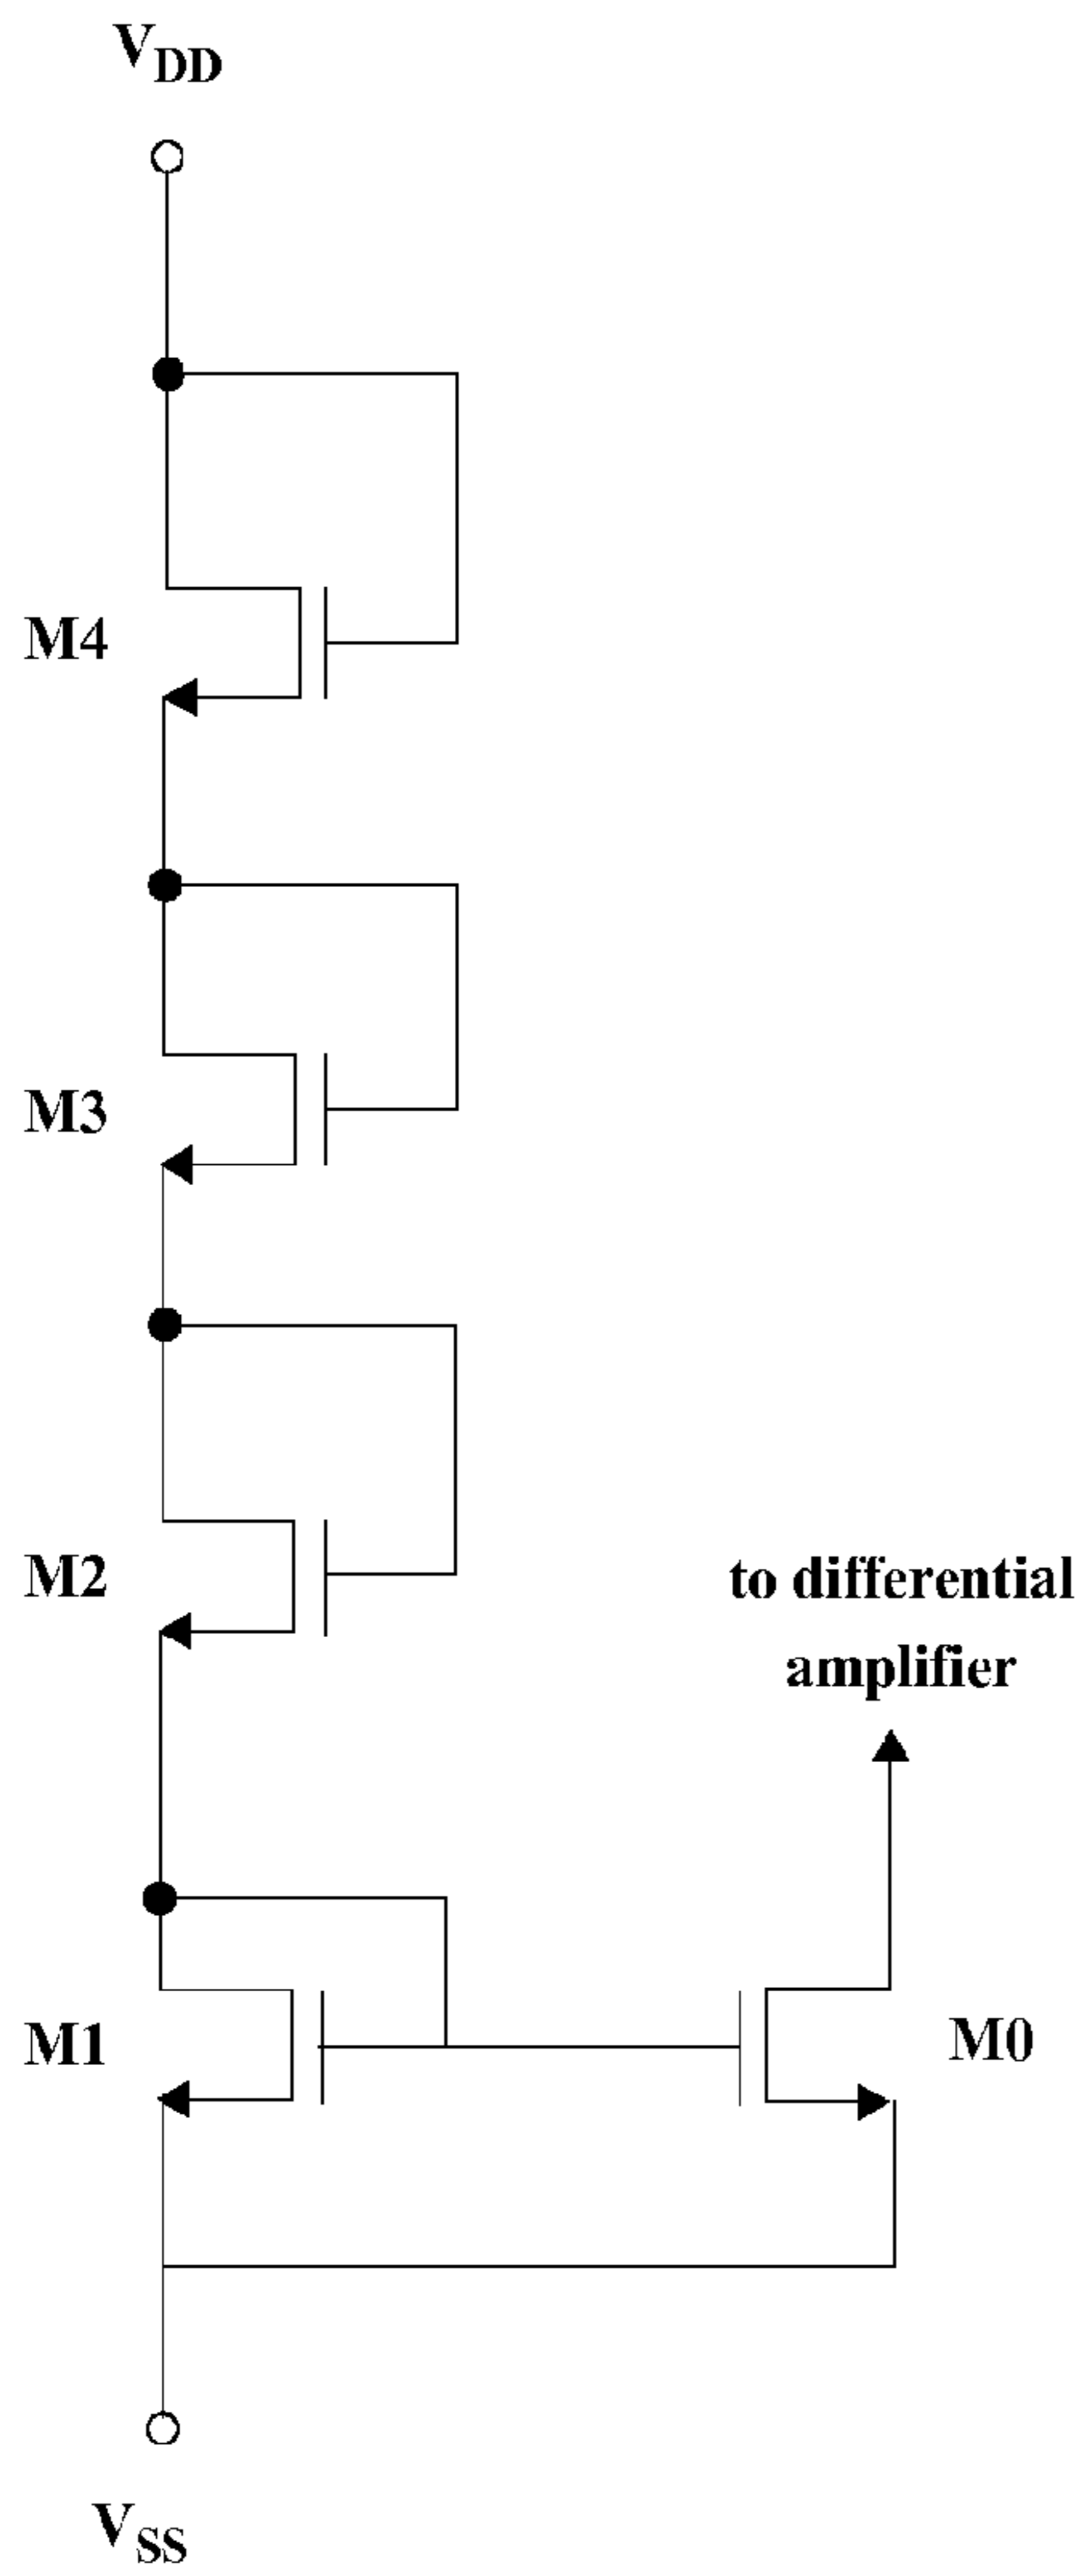 VDD
M4
M3
M2
to differential
amplifier
M1
M0
VSS